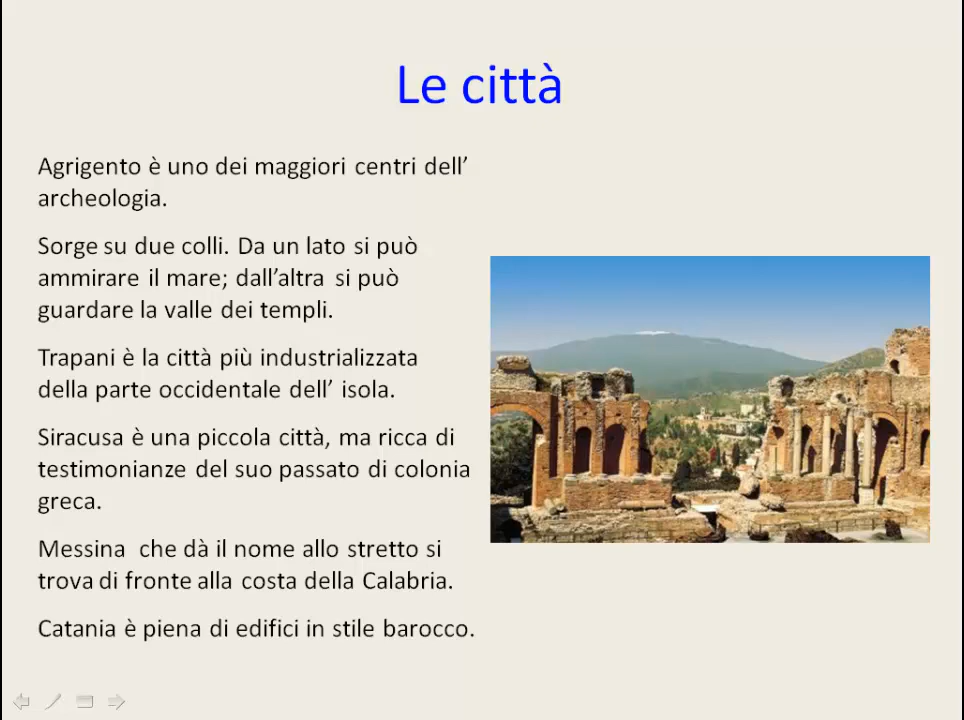 Le città
Agrigento è uno dei maggiori centri dell’
archeologia.
Sorge su due colli. Da un lato si può
ammirare il mare; dall’altra si può
guardare la valle dei templi.
Trapani è la città più industrializzata
della parte occidentale dell’ isola.
Siracusa è una piccola città, ma ricca di
testimonianze del suo passato di colonia
greca.
Messina che dà il nome allo stretto si
trova di fronte alla costa della Calabria.
Catania è piena di edifici in stile barocco.